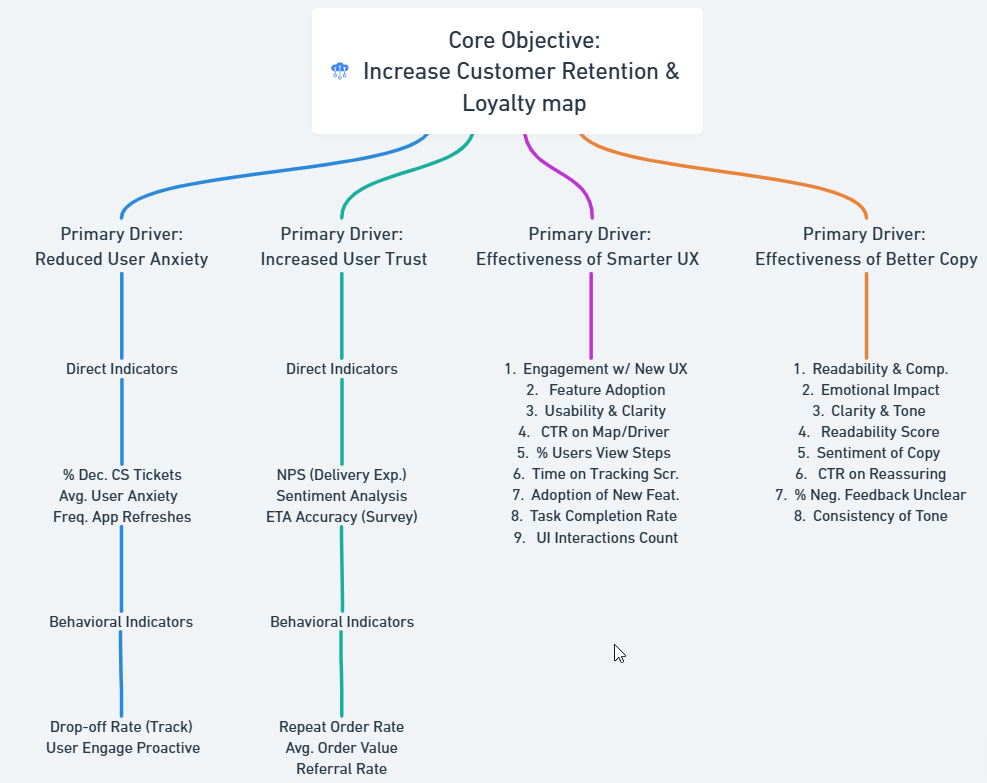 Core Objective:
Increase Customer Retention &
Loyalty map
Primary Driver:
Reduced User Anxiety
Direct Indicators
% Dec. CS Tickets
Avg. User Anxiety
Freq. App Refreshes
Behavioral Indicators
Drop-off Rate (Track)
User Engage Proactive
Primary Driver:
Increased User Trust
Direct Indicators
NPS (Delivery Exp.)
Sentiment Analysis
ETA Accuracy (Survey)
Behavioral Indicators
Repeat Order Rate
Avg. Order Value
Referral Rate
Primary Driver:
Effectiveness of Smarter UX
1. Engagement w/ New UX
2. Feature Adoption
3. Usability & Clarity
4. CTR on Map/Driver
5. % Users View Steps
6. Time on Tracking Scr.
7. Adoption of New Feat.
8. Task Completion Rate
9. UI Interactions Count
Primary Driver:
Effectiveness of Better Copy
1. Readability & Comp.
2. Emotional Impact
3. Clarity & Tone
4. Readability Score
5. Sentiment of Copy
6. CTR on Reassuring
7. % Neg. Feedback Unclear
8. Consistency of Tone